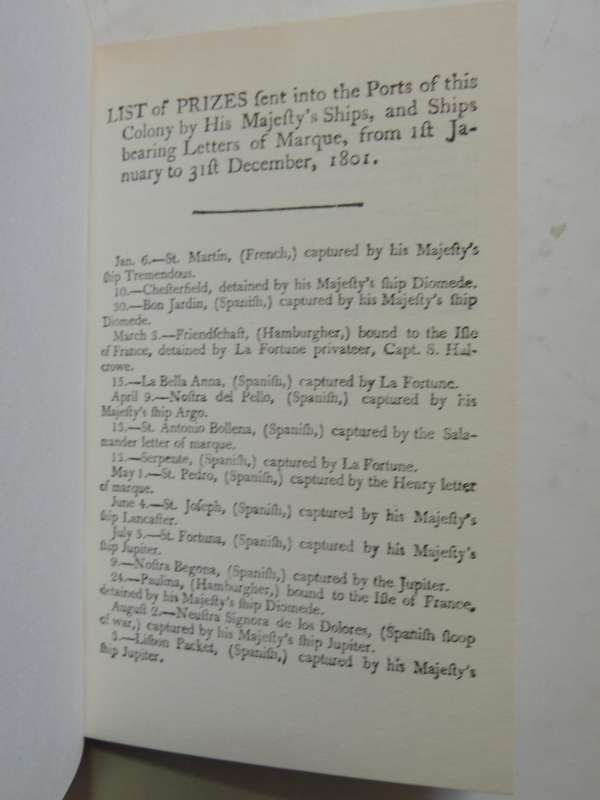 LIST of PRIZES ſent into the Ports of this
Colony by His Majeſty's Ships, and Ships
bearing Letters of Marque, from 1ſt Ja-
nuary to 31ſt December, 1801.
Jan. 6.—St. Martin, (French,) captured by his Majeſty's
ſhip Tremendous.
10.—Cheſterfield, detained by his Majeſty's ſhip Diomede.
30.—Bon Jardin, (Spaniſh,) captured by his Majeſty's ſhip
Diomede.
March 3.—Friendſchaft, (Hamburgher,) bound to the Iſle
of France, detained by La Fortune privateer, Capt. S. Hal-
crowe.
15.—La Bella Anna, (Spaniſh,) captured by La Fortune.
April 9.—Noſtra del Pello, (Spaniſh,) captured by his
Majeſty's ſhip Argo.
13.—St. Antonio Bollena, (Spaniſh,) captured by the Sala-
mander letter of marque.
13.—Serpente, (Spaniſh,) captured by La Fortune.
May 1.—St. Pedro, (Spaniſh,) captured by the Henry letter
of marque.
June 4.—St. Joſeph, (Spaniſh,) captured by his Majeſty's
ſhip Lancaſter.
July 3.—St. Fortuna, (Spaniſh,) captured by his Majeſty's
ſhip Jupiter.
9.—Noſtra Begona, (Spaniſh,) captured by the Jupiter.
24.—Paulina, (Hamburgher,) bound to the Iſle of France,
detained by his Majeſty's ſhip Diomede.
Auguſt 2.—Neuſtra Signora de los Dolores, (Spaniſh ſloop
of war,) captured by his Majeſty's ſhip Jupiter.
3.—Liſbon Packet, (Spaniſh,) captured by his Majeſty's
ſhip Jupiter.